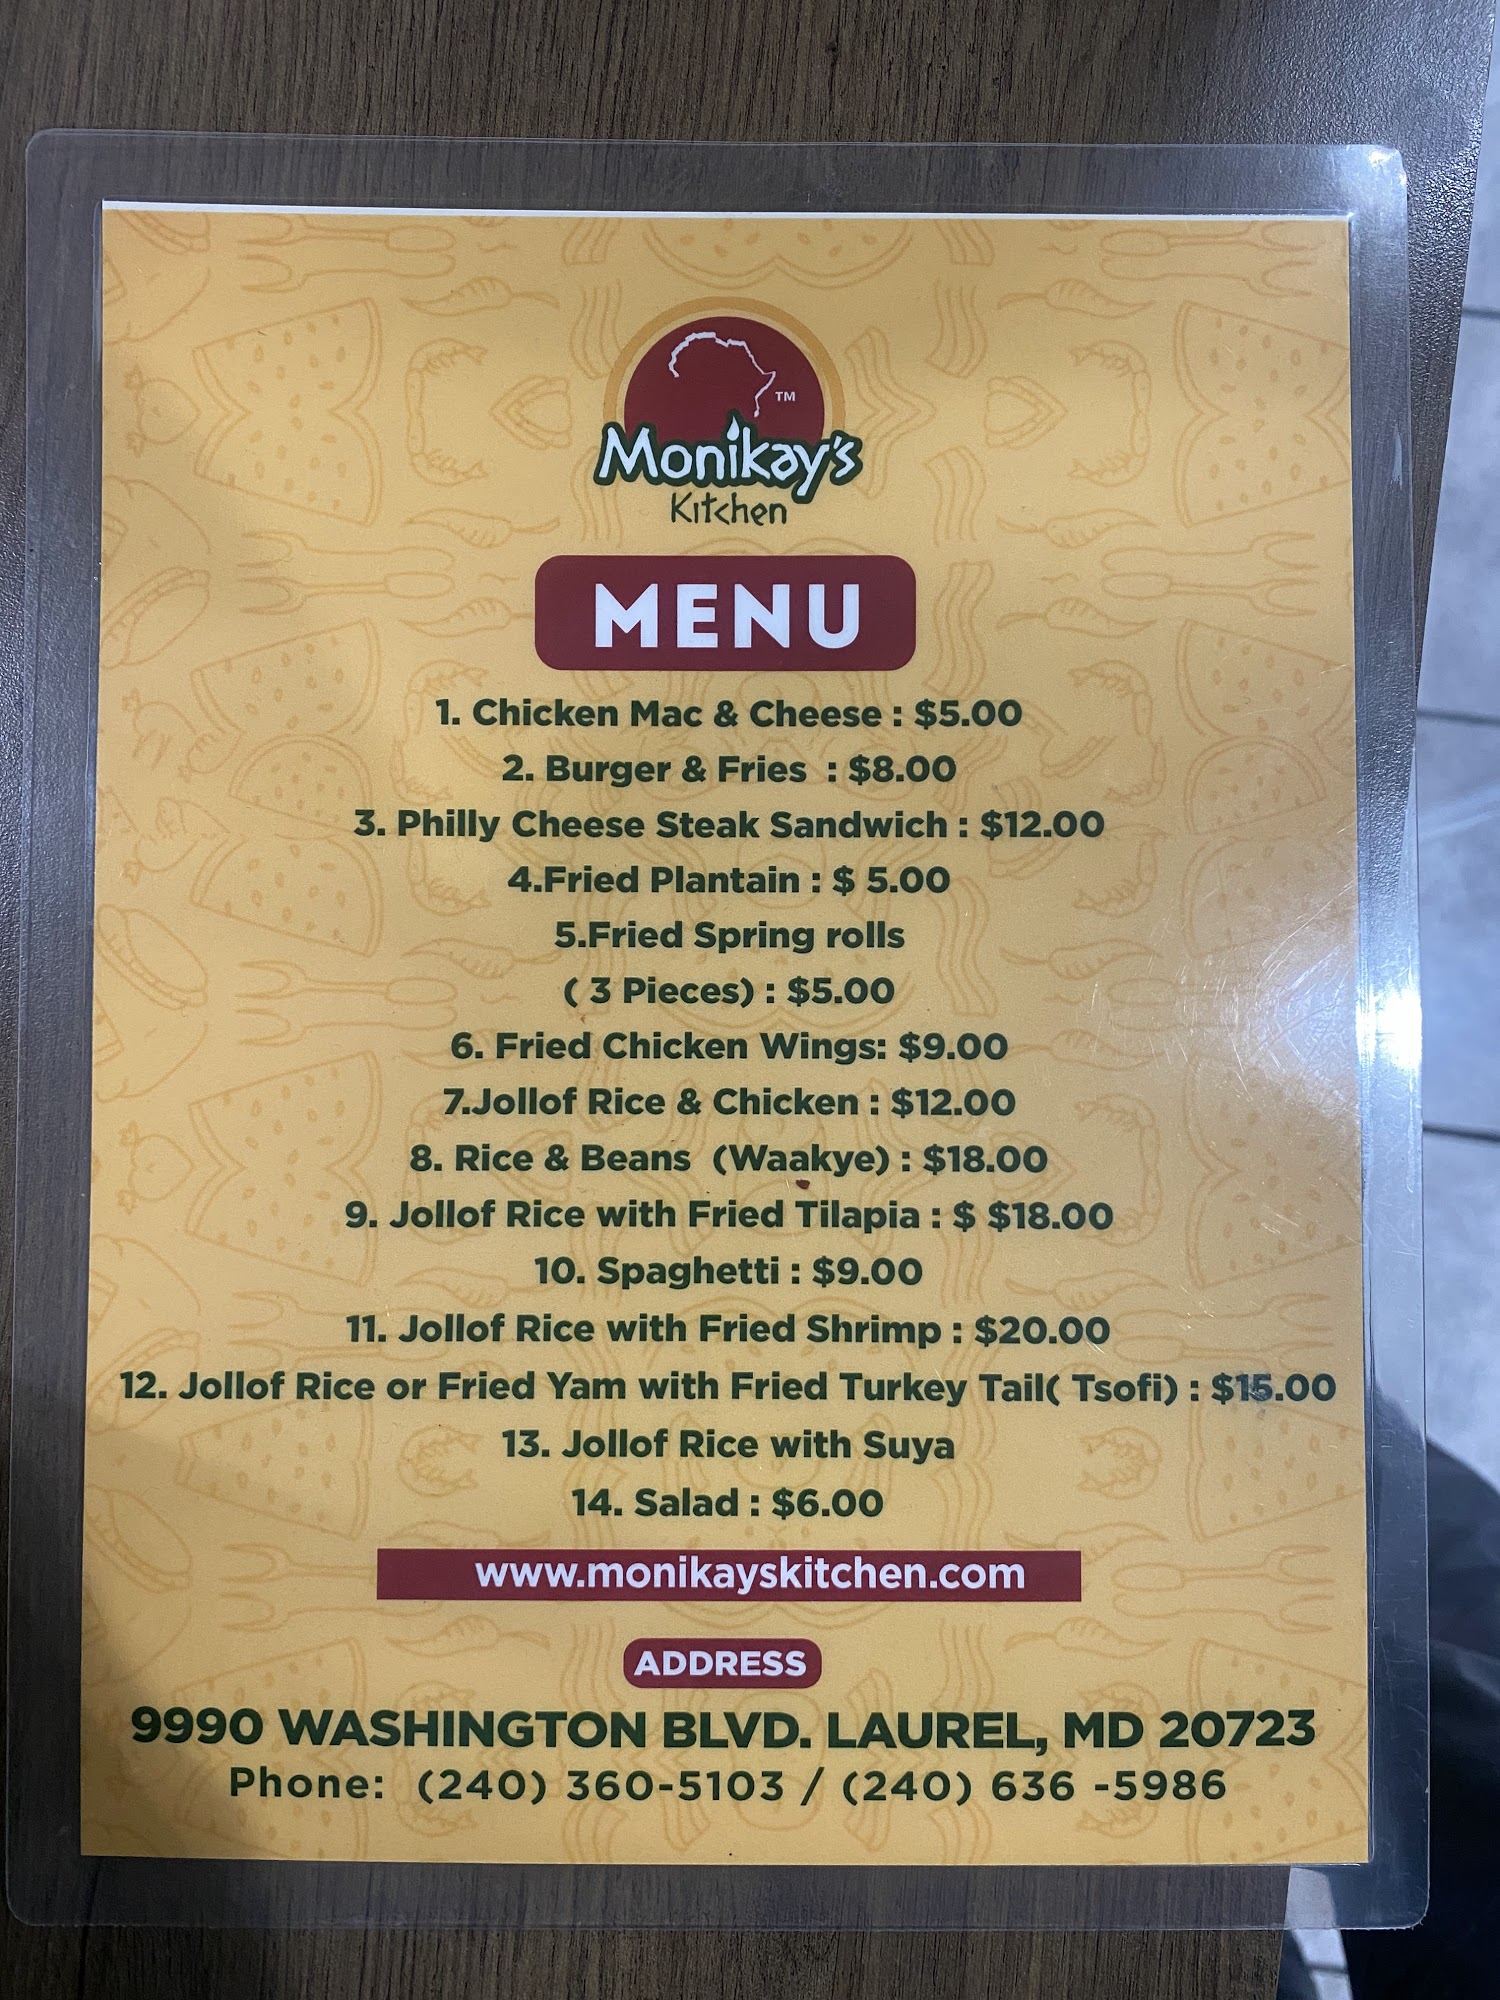 TM
Monikay's
Kitchen
MENU
1. Chicken Mac & Cheese : $5.00
2. Burger & Fries : $8.00
3. Philly Cheese Steak Sandwich : $12.00
4.Fried Plantain : $ 5.00
5.Fried Spring rolls
( 3 Pieces) : $5.00
6. Fried Chicken Wings: $9.00
7.Jollof Rice & Chicken : $12.00
8. Rice & Beans (Waakye) : $18.00
9. Jollof Rice with Fried Tilapia : $ $18.00
10. Spaghetti : $9.00
11. Jollof Rice with Fried Shrimp : $20.00
12. Jollof Rice or Fried Yam with Fried Turkey Tail( Tsofi) : $15.00
13. Jollof Rice with Suya
14. Salad : $6.00
www.monikayskitchen.com
ADDRESS
9990 WASHINGTON BLVD. LAUREL, MD 20723
Phone: (240) 360-5103 / (240) 636 -5986